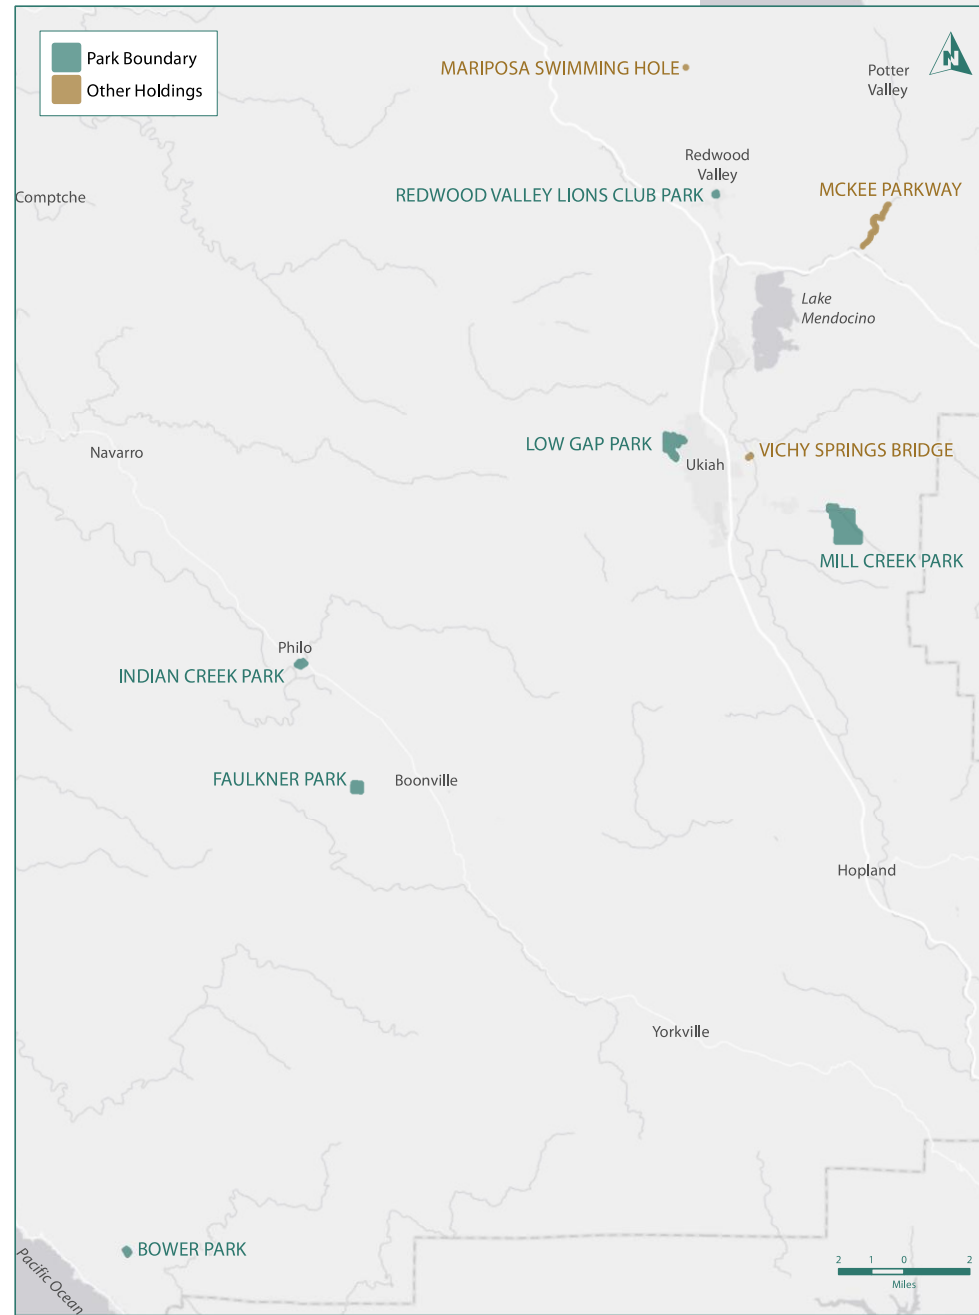 Park Boundary
Other Holdings
MARIPOSA SWIMMING HOLE
N
Potter
Valley
Redwood
Valley
Comptche
REDWOOD VALLEY LIONS CLUB PARK
MCKEE PARKWAY
Lake
Mendocino
LOW GAP PARK
Navarro
Ukiah
VICHY SPRINGS BRIDGE
MILL CREEK PARK
Philo
INDIAN CREEK PARK
FAULKNER PARK
Boonville
Hopland
Yorkville
BOWER PARK
Pacific Ocean
2 1 0 2
Miles